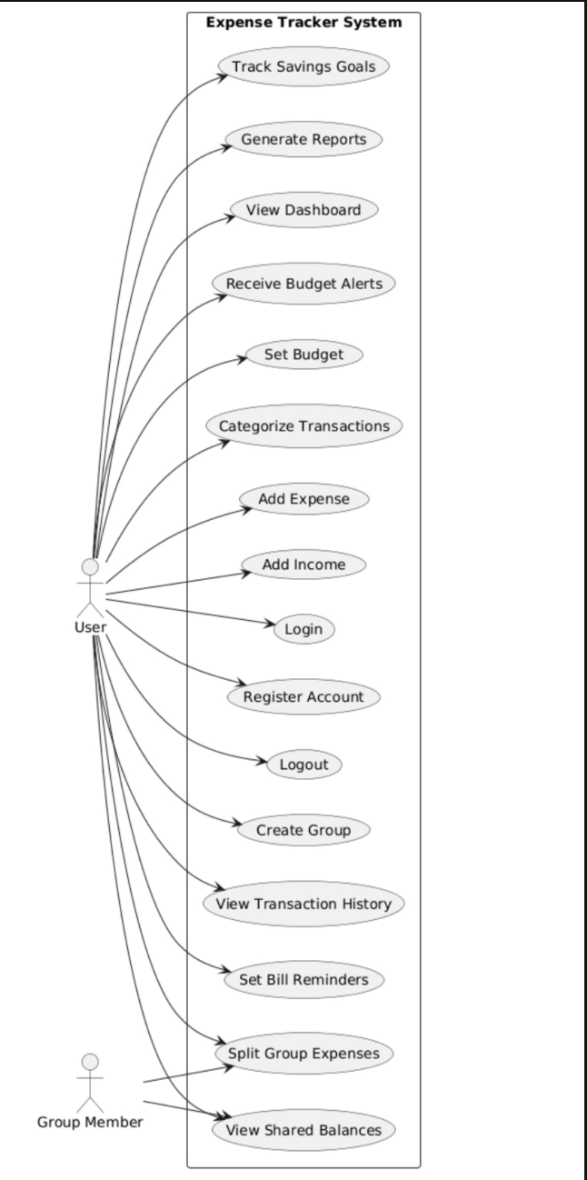 Expense Tracker System
Track Savings Goals
Generate Reports
View Dashboard
Receive Budget Alerts
Set Budget
Categorize Transactions
Add Expense
Add Income
User
Login
Register Account
Logout
Create Group
View Transaction History
Set Bill Reminders
Split Group Expenses
Group Member
View Shared Balances